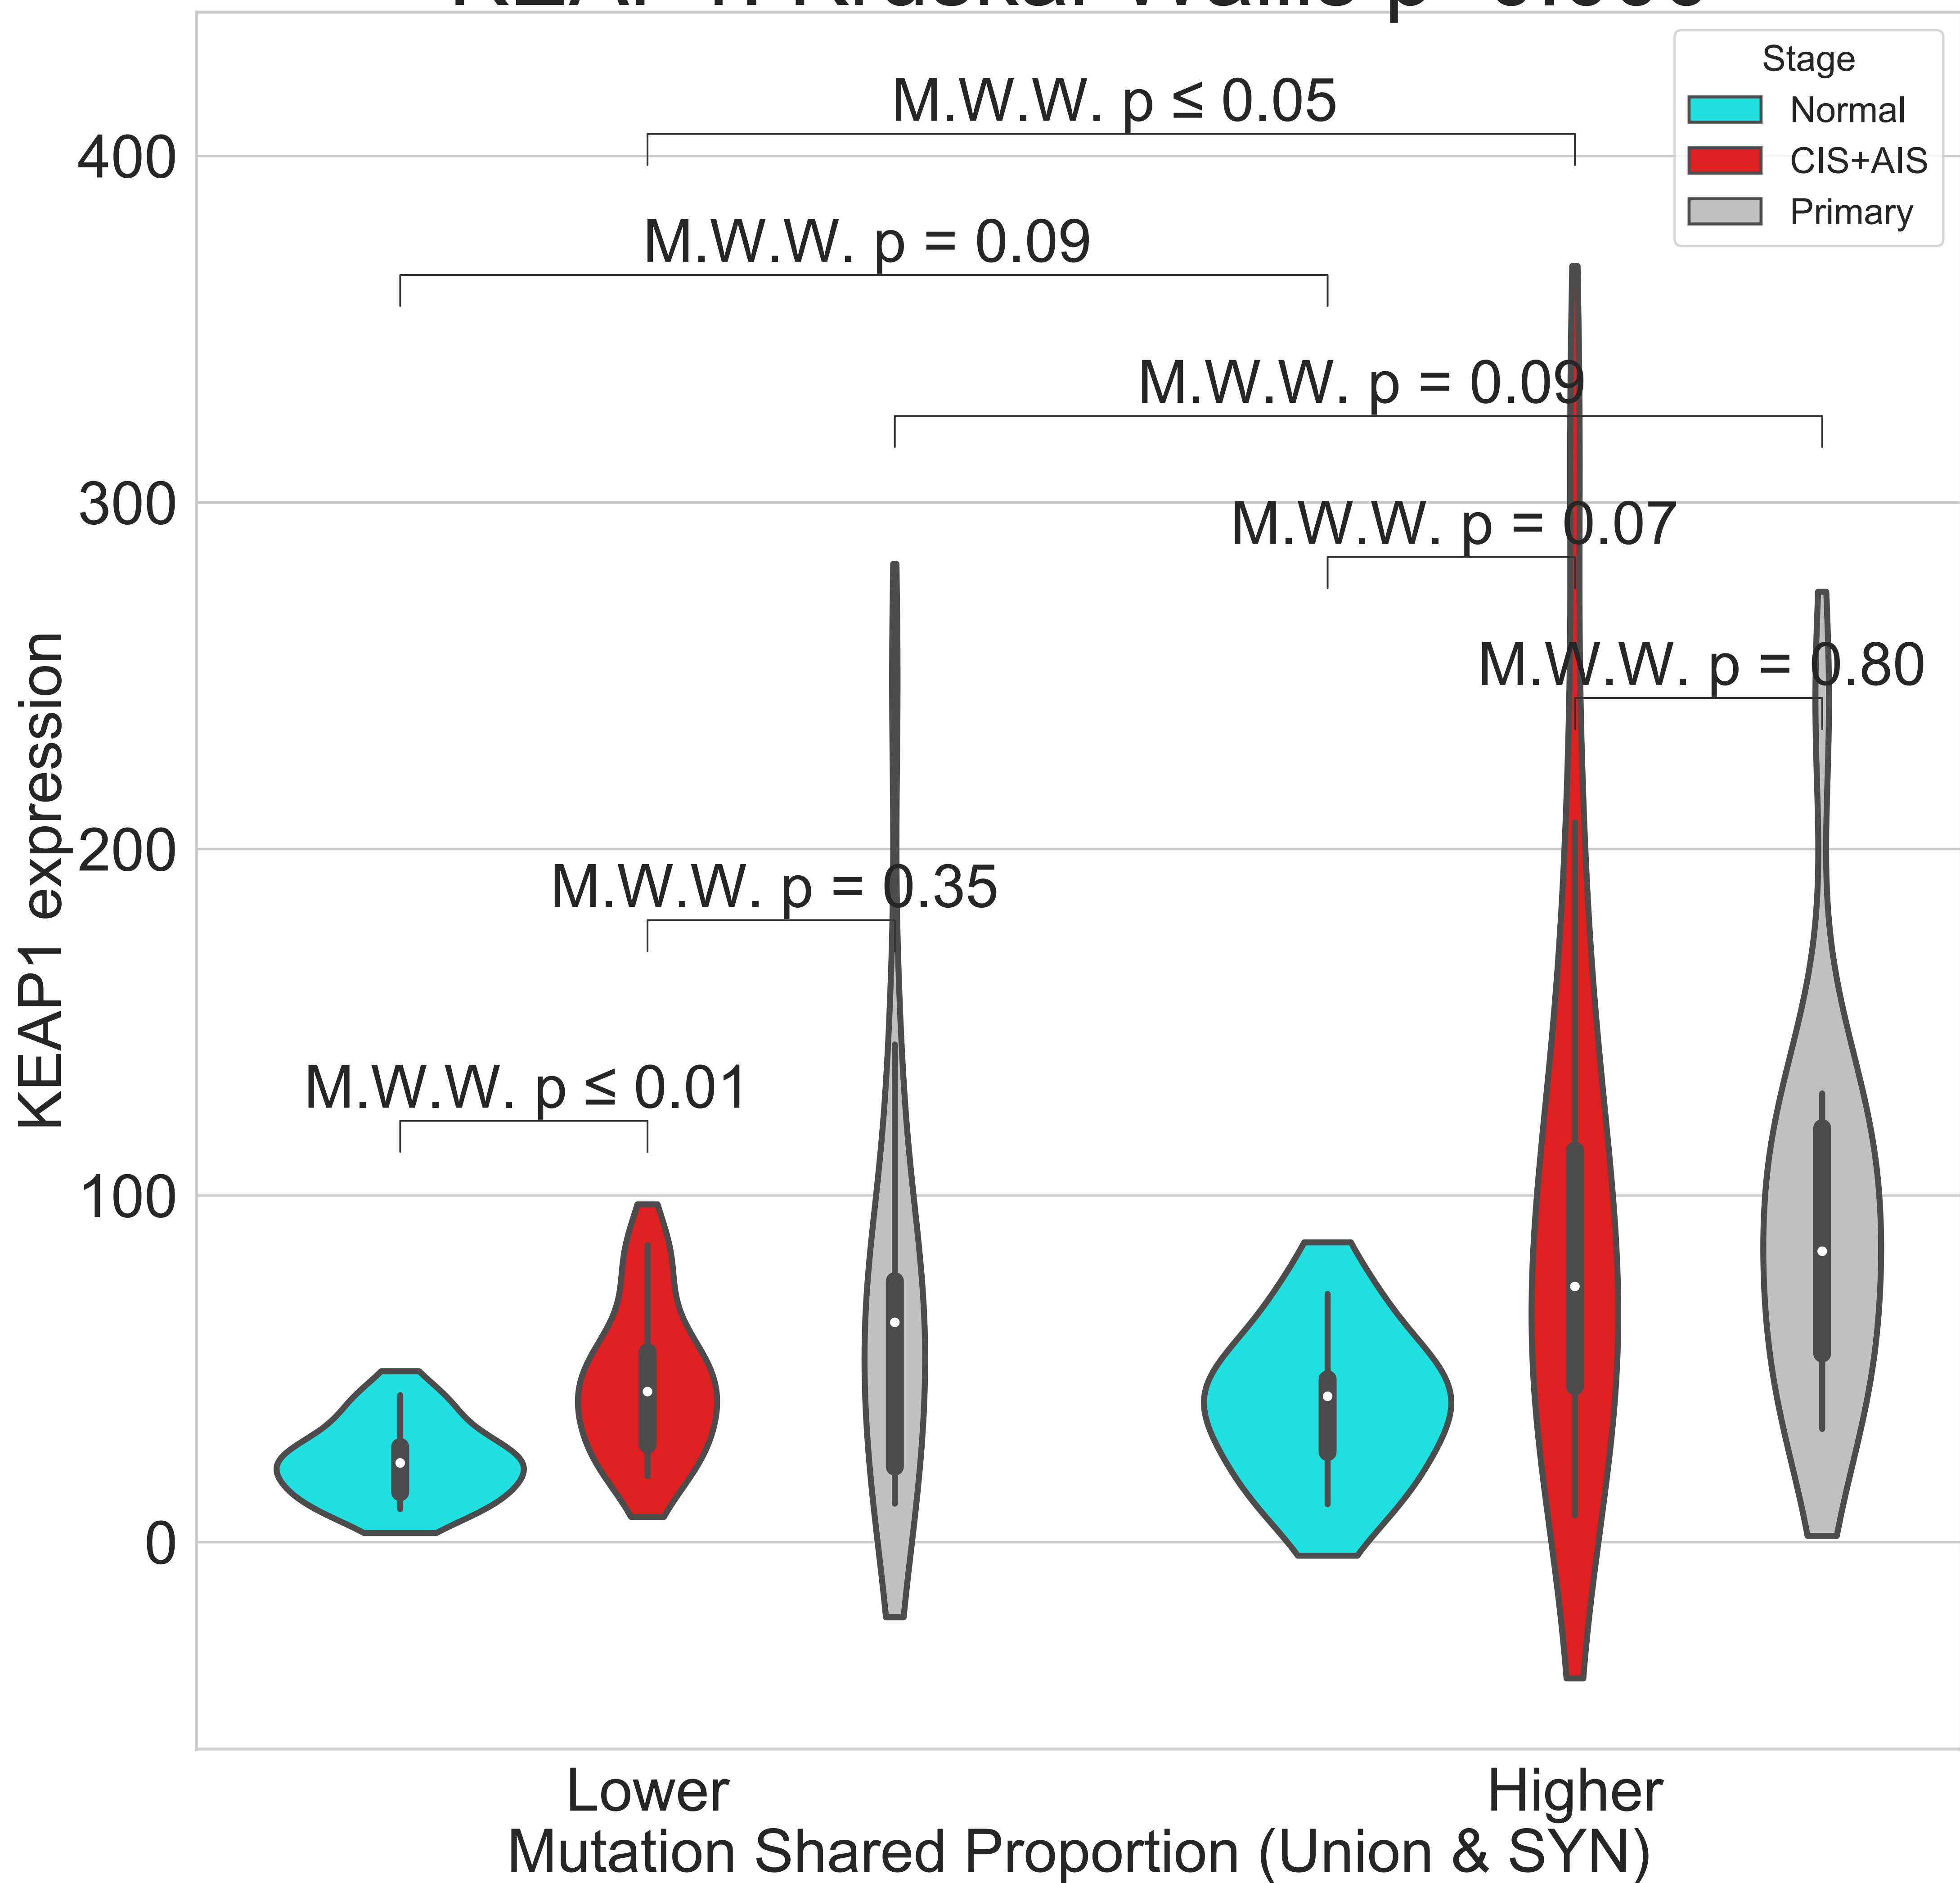 Stage
Normal
CIS+AIS
Primary
M.W.W. p ≤ 0.05
M.W.W. p = 0.09
M.W.W. p = 0.09
M.W.W. p = 0.07
M.W.W. p = 0.80
M.W.W. p = 0.35
M.W.W. p ≤ 0.01
400
300
200
100
0
KEAP1 expression
Lower
Higher
Mutation Shared Proportion (Union & SYN)